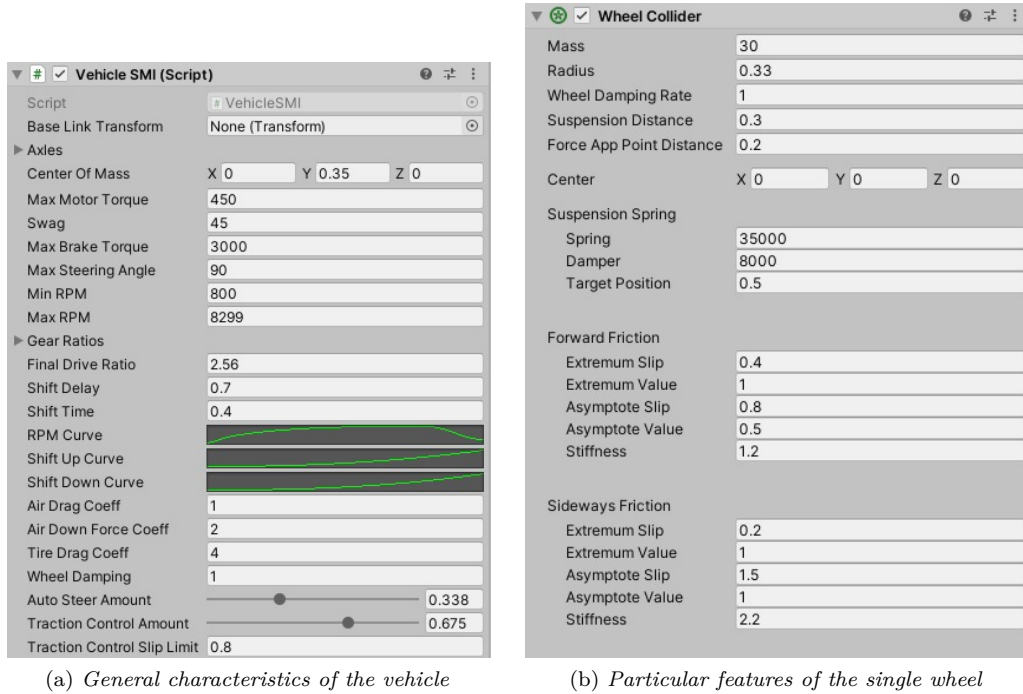 Vehicle SMI (Script)
Script VehicleSMI
Base Link Transform None (Transform)
Axles
Center Of Mass X 0 Y 0.35 Z 0
Max Motor Torque 450
Swag 45
Max Brake Torque 3000
Max Steering Angle 90
Min RPM 800
Max RPM 8299
Gear Ratios
Final Drive Ratio 2.56
Shift Delay 0.7
Shift Time 0.4
RPM Curve
Shift Up Curve
Shift Down Curve
Air Drag Coeff 1
Air Down Force Coeff 2
Tire Drag Coeff 4
Wheel Damping 1
Auto Steer Amount 0.338
Traction Control Amount 0.675
Traction Control Slip Limit 0.8
(a) General characteristics of the vehicle
Wheel Collider
Mass 30
Radius 0.33
Wheel Damping Rate 1
Suspension Distance 0.3
Force App Point Distance 0.2
Center X 0 Y 0 Z 0
Suspension Spring
Spring 35000
Damper 8000
Target Position 0.5
Forward Friction
Extremum Slip 0.4
Extremum Value 1
Asymptote Slip 0.8
Asymptote Value 0.5
Stiffness 1.2
Sideways Friction
Extremum Slip 0.2
Extremum Value 1
Asymptote Slip 1.5
Asymptote Value 1
Stiffness 2.2
(b) Particular features of the single wheel